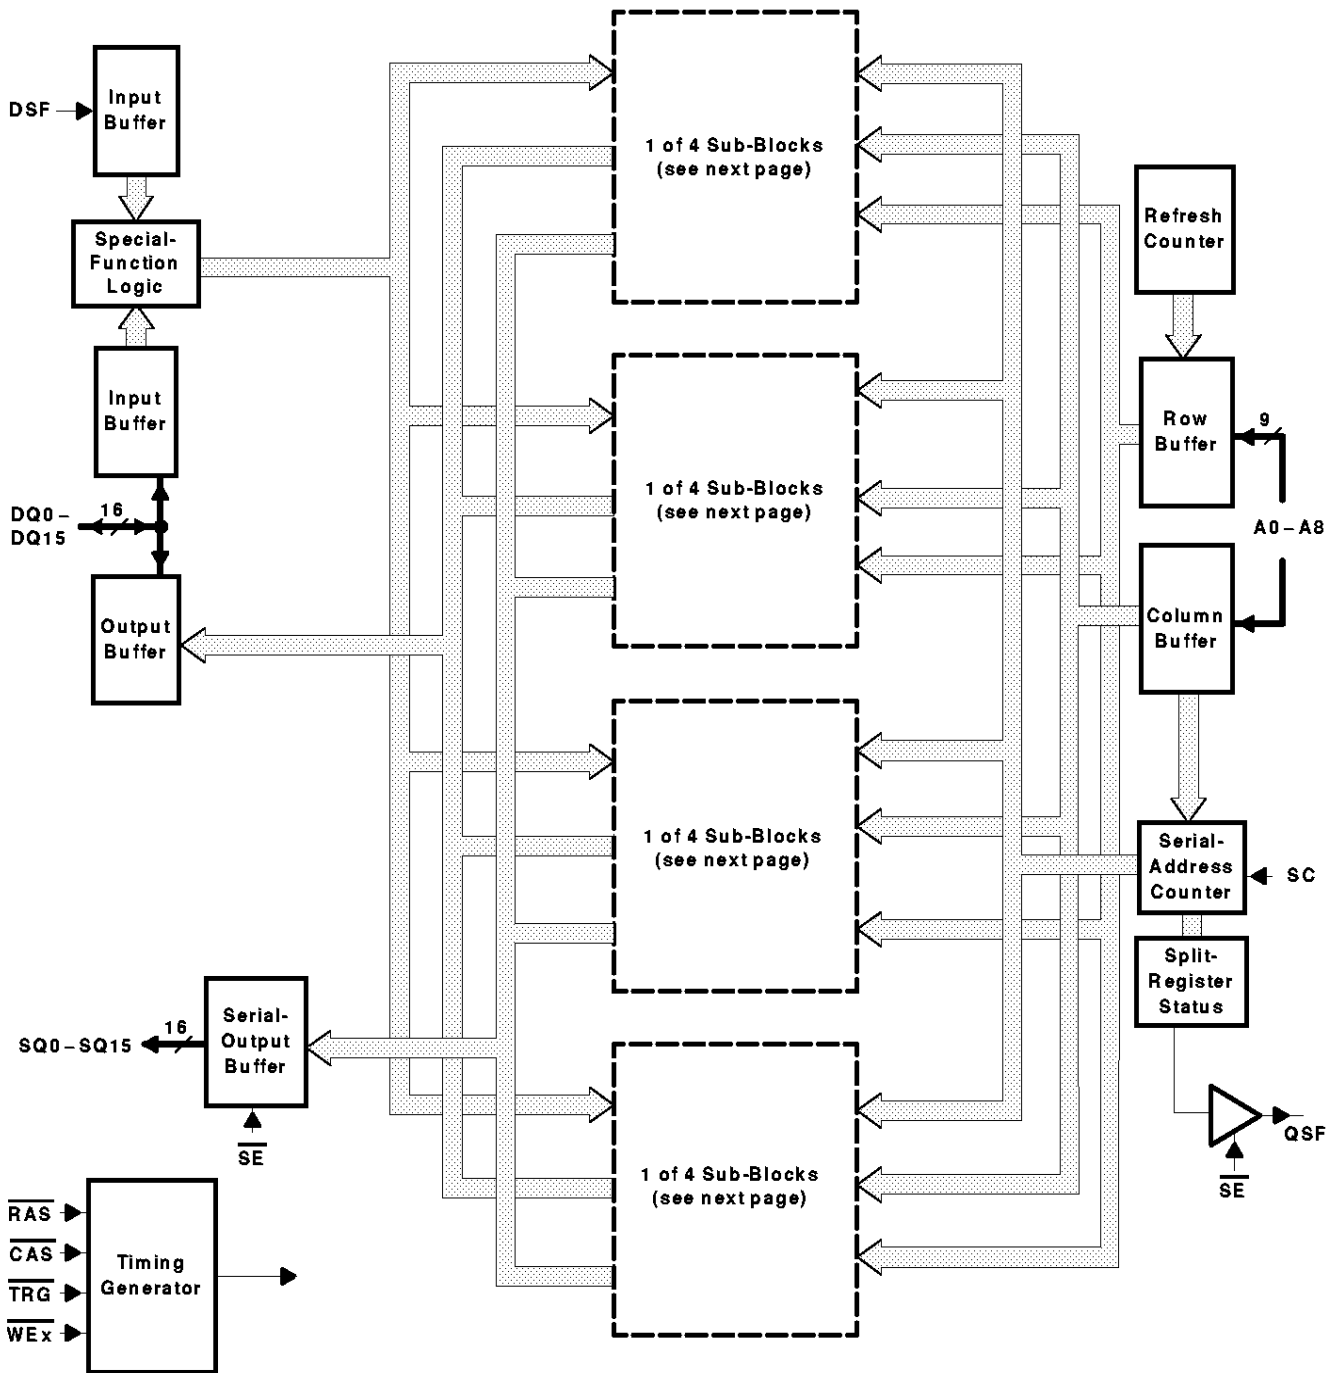 DSF
Input
Buffer
Special-
Function
Logic
Input
Buffer
DQ0–
DQ15
16
Output
Buffer
1 of 4 Sub-Blocks
(see next page)
1 of 4 Sub-Blocks
(see next page)
1 of 4 Sub-Blocks
(see next page)
1 of 4 Sub-Blocks
(see next page)
Refresh
Counter
Row
Buffer
9
A0–A8
Column
Buffer
Serial-
Address
Counter
SC
Split-
Register
Status
QSF
SE
SQ0–SQ15
16
Serial-
Output
Buffer
SE
RAS
CAS
TRG
WEx
Timing
Generator